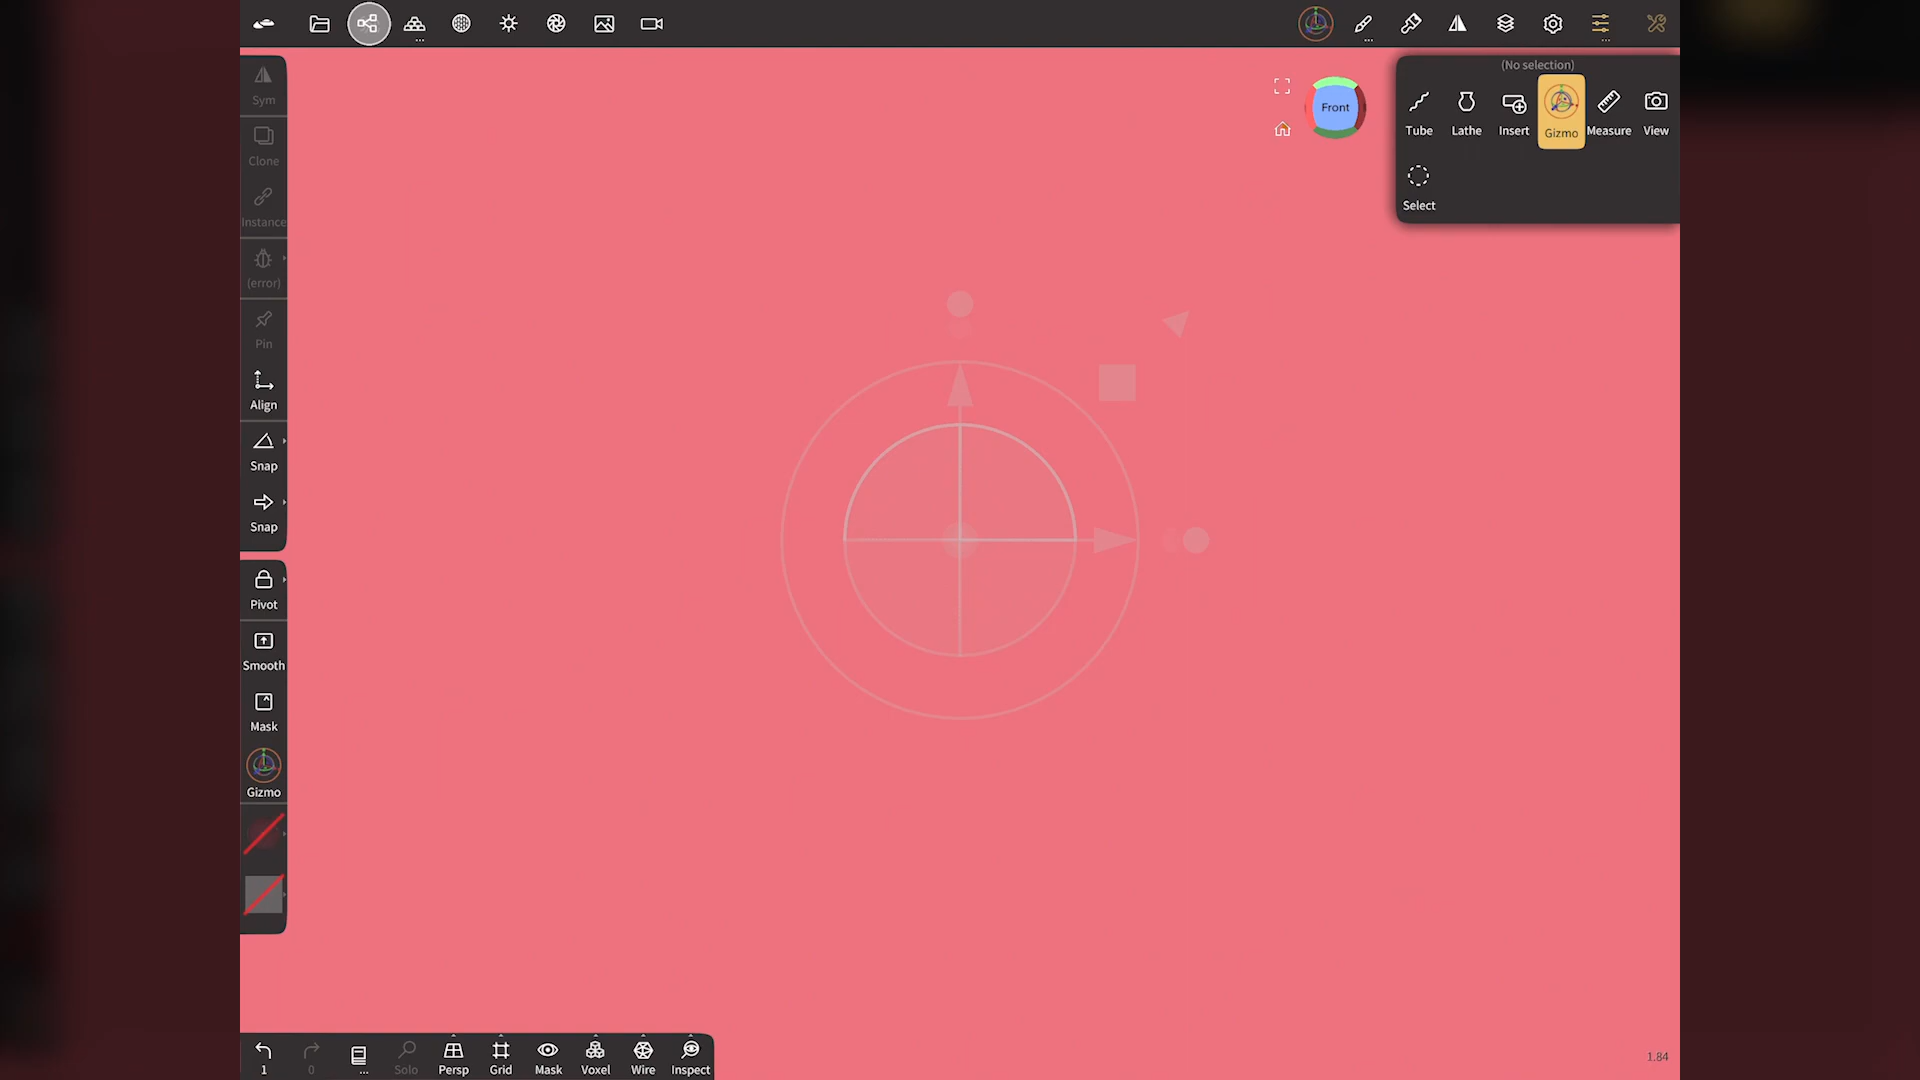 (No selection)
Tube
Lathe
Insert
Gizmo
Measure
View
Select
Front
Sym
Clone
Instance
(error)
Pin
Align
Snap
Snap
Pivot
Smooth
Mask
Gizmo
1
0
...
Solo
Persp
Grid
Mask
Voxel
Wire
Inspect
1.84